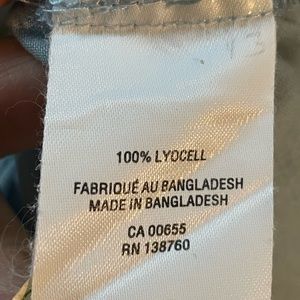 100% LYOCELL
FABRIQUÉ AU BANGLADESH
MADE IN BANGLADESH
CA 00655
RN 138760